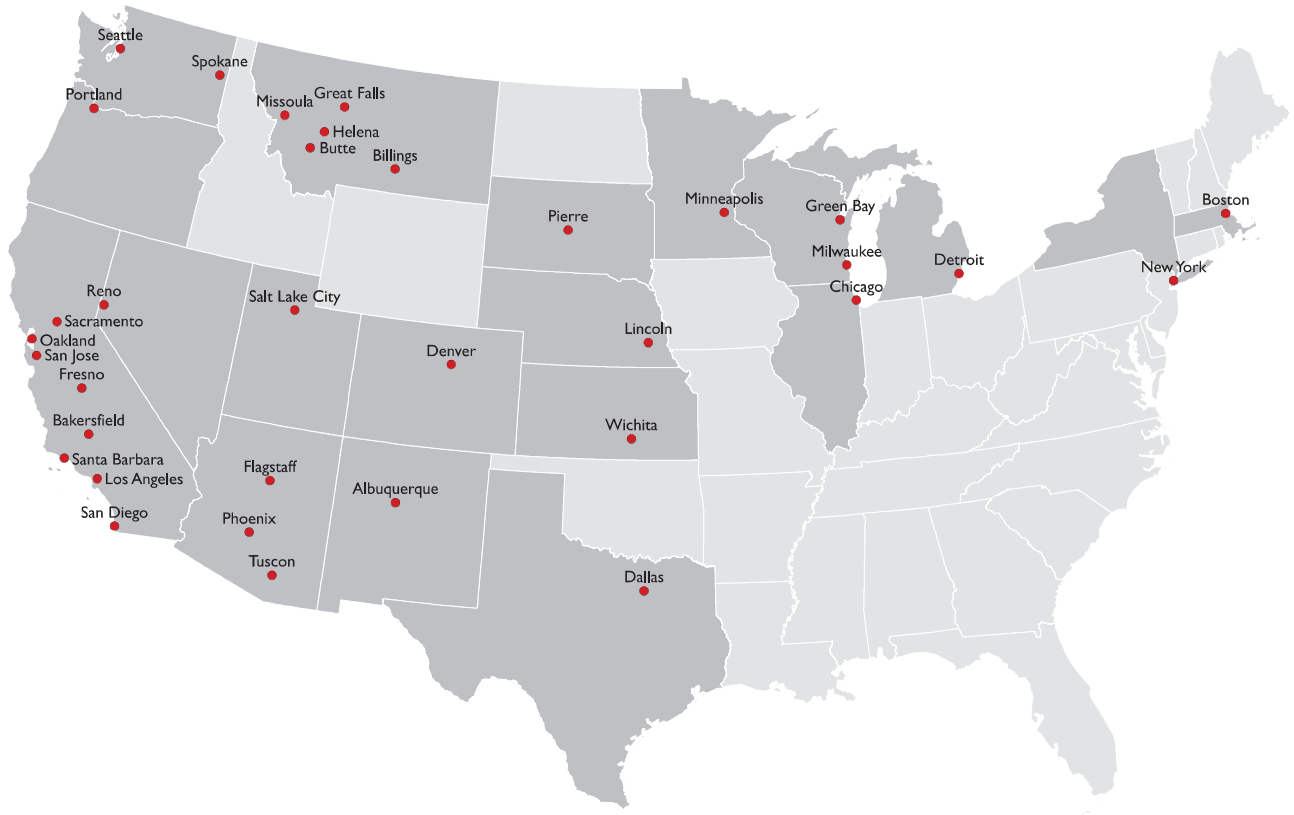 Seattle
Spokane
Portland
Missoula
Great Falls
Helena
Butte
Billings
Pierre
Minneapolis
Green Bay
Milwaukee
Chicago
Detroit
Boston
New York
Reno
Sacramento
Oakland
San Jose
Fresno
Bakersfield
Santa Barbara
Los Angeles
San Diego
Salt Lake City
Denver
Lincoln
Wichita
Flagstaff
Phoenix
Tuscon
Albuquerque
Dallas